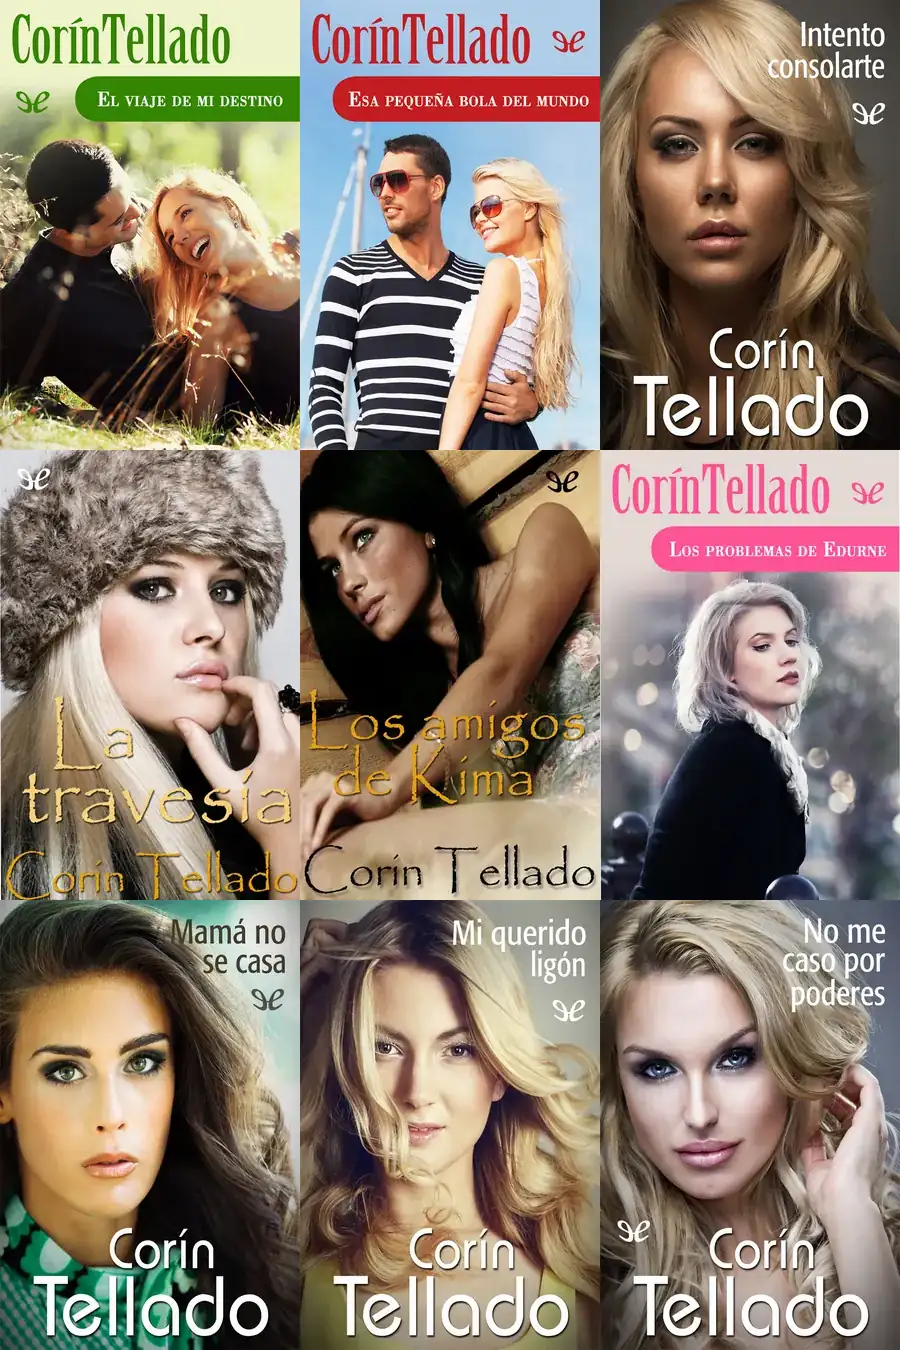 CorínTellado
El viaje de mi destino
CorínTellado
Esa pequeña bola del mundo
Intento
consolarte
Corín
Tellado
La
travesía
Corín Tellado
Los amigos
de Kima
Corín Tellado
CorínTellado
Los problemas de Edurne
Mamá no
se casa
Corín
Tellado
Mi querido
ligón
Corín
Tellado
No me
caso por
poderes
Corín
Tellado